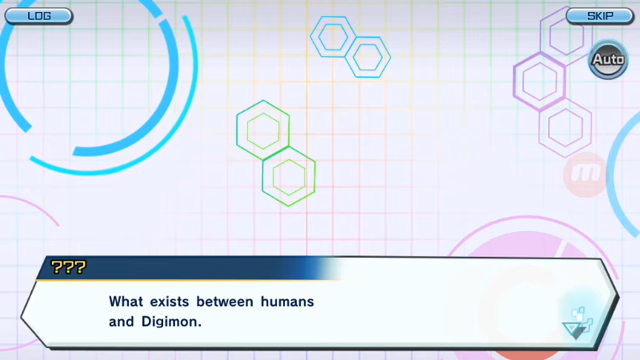 LOG
SKIP
Auto
???
What exists between humans
and Digimon.